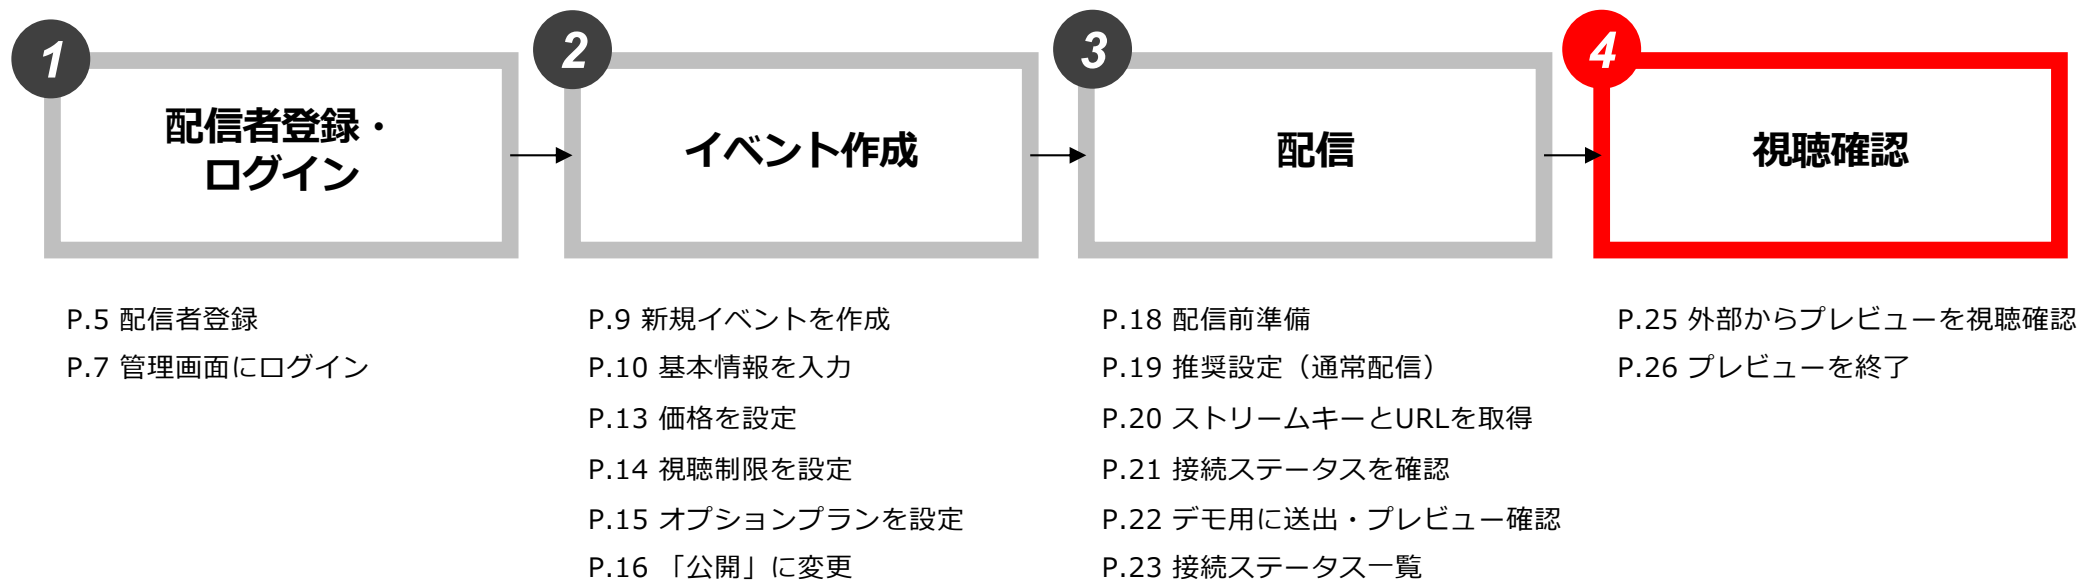 1
配信者登録・
ログイン
P.5 配信者登録
P.7 管理画面にログイン
2
イベント作成
P.9 新規イベントを作成
P.10 基本情報を入力
P.13 価格を設定
P.14 視聴制限を設定
P.15 オプションプランを設定
P.16 「公開」に変更
3
配信
P.18 配信前準備
P.19 推奨設定（通常配信）
P.20 ストリームキーとURLを取得
P.21 接続ステータスを確認
P.22 デモ用に送出・プレビュー確認
P.23 接続ステータス一覧
4
視聴確認
P.25 外部からプレビューを視聴確認
P.26 プレビューを終了